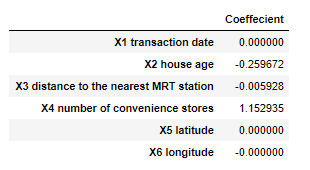 Coeffecient
X1 transaction date 0.000000
X2 house age -0.259672
X3 distance to the nearest MRT station -0.005928
X4 number of convenience stores 1.152935
X5 latitude 0.000000
X6 longitude -0.000000